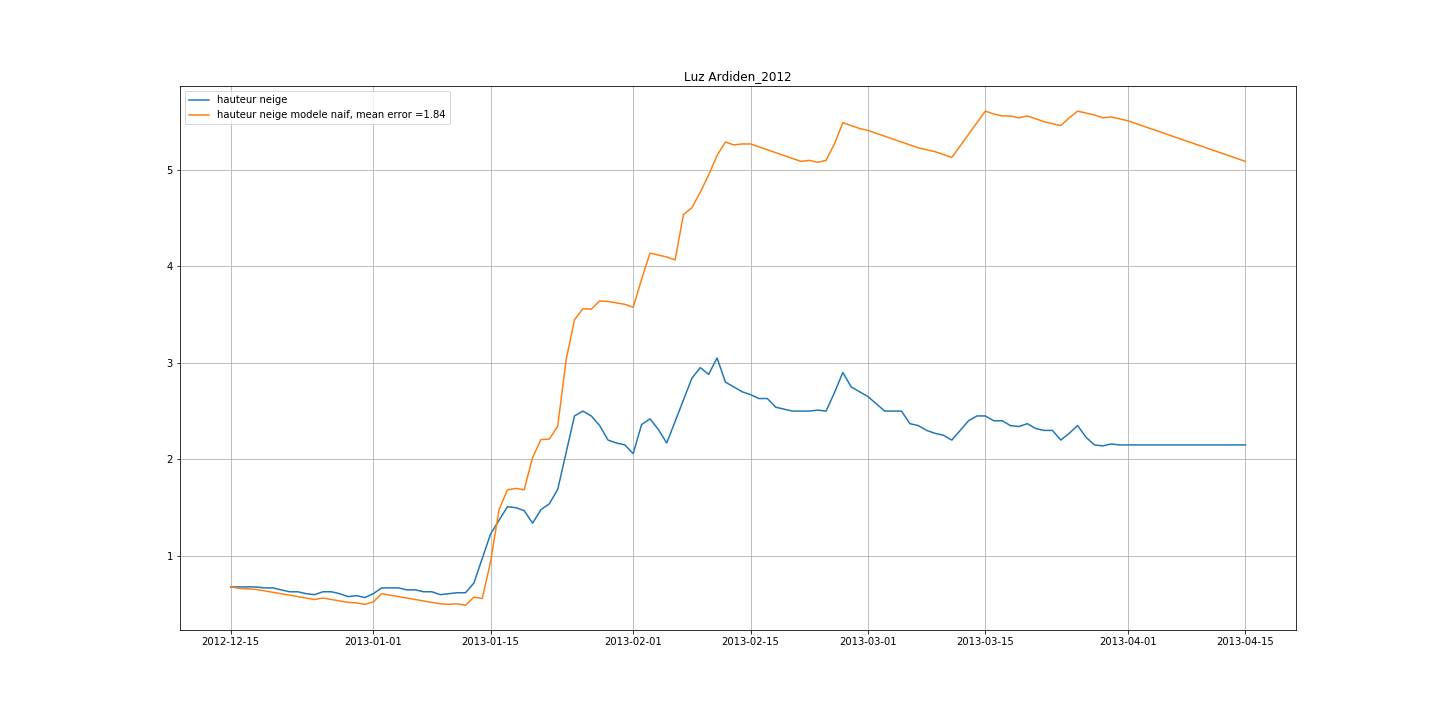 Luz Ardiden_2012
hauteur neige
hauteur neige modele naif, mean error =1.84
5
4
3
2
1
2012-12-15 2013-01-01 2013-01-15 2013-02-01 2013-02-15 2013-03-01 2013-03-15 2013-04-01 2013-04-15